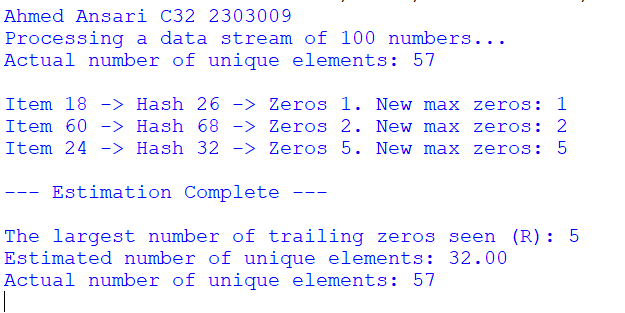 Ahmed Ansari C32 2303009
Processing a data stream of 100 numbers...
Actual number of unique elements: 57
Item 18 -> Hash 26 -> Zeros 1. New max zeros: 1
Item 60 -> Hash 68 -> Zeros 2. New max zeros: 2
Item 24 -> Hash 32 -> Zeros 5. New max zeros: 5
--- Estimation Complete ---
The largest number of trailing zeros seen (R): 5
Estimated number of unique elements: 32.00
Actual number of unique elements: 57